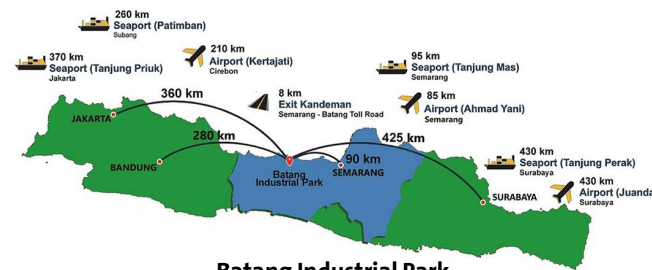 260 km
Seaport (Patimban)
Subang
370 km
Seaport (Tanjung Priuk)
Jakarta
210 km
Airport (Kertajati)
Cirebon
95 km
Seaport (Tanjung Mas)
Semarang
8 km
Exit Kandeman
Semarang - Batang Toll Road
85 km
Airport (Ahmad Yani)
Semarang
360 km
JAKARTA
280 km
425 km
BANDUNG
90 km
Batang
Industrial Park
SEMARANG
430 km
Seaport (Tanjung Perak)
Surabaya
430 km
Airport (Juanda
Surabaya
SURABAYA
Batang Industrial Park